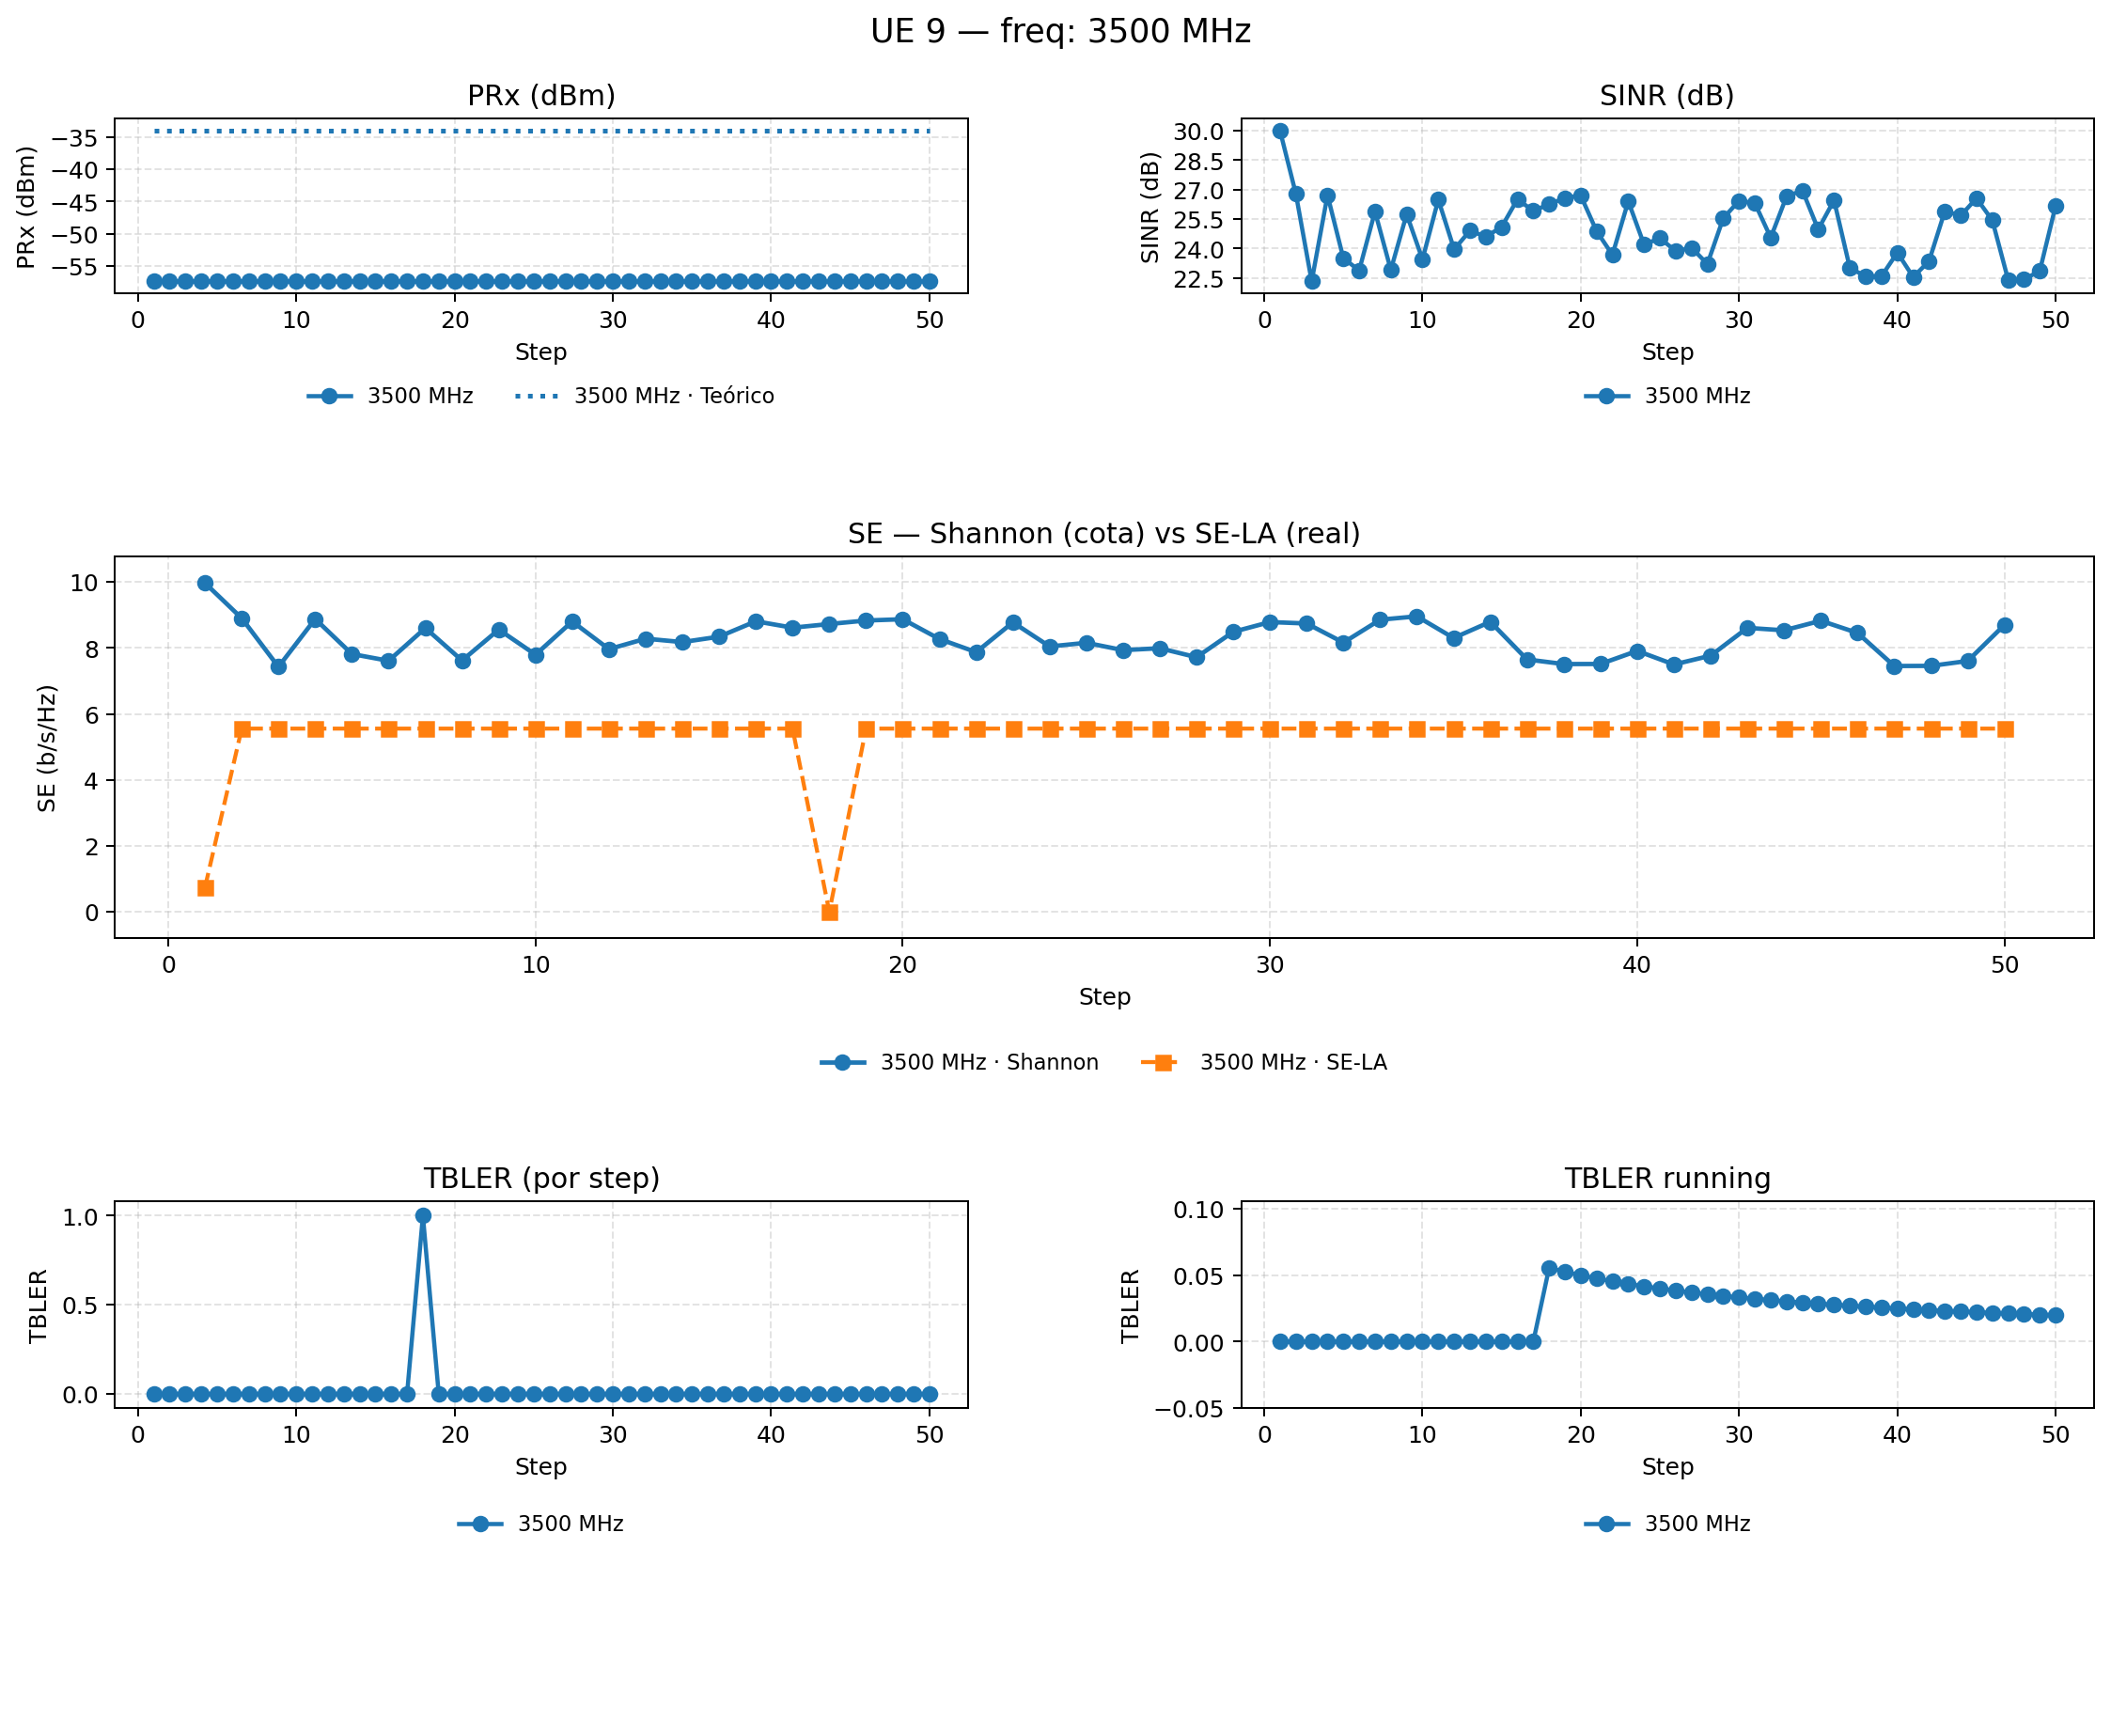 UE 9 — freq: 3500 MHz
PRx (dBm)
PRx (dBm)
−35
−40
−45
−50
−55
0 10 20 30 40 50
Step
3500 MHz 3500 MHz · Teórico
SINR (dB)
SINR (dB)
30.0
28.5
27.0
25.5
24.0
22.5
0 10 20 30 40 50
Step
3500 MHz
SE — Shannon (cota) vs SE-LA (real)
SE (b/s/Hz)
10
8
6
4
2
0
0 10 20 30 40 50
Step
3500 MHz · Shannon 3500 MHz · SE-LA
TBLER (por step)
TBLER
1.0
0.5
0.0
0 10 20 30 40 50
Step
3500 MHz
TBLER running
TBLER
0.10
0.05
0.00
−0.05
0 10 20 30 40 50
Step
3500 MHz